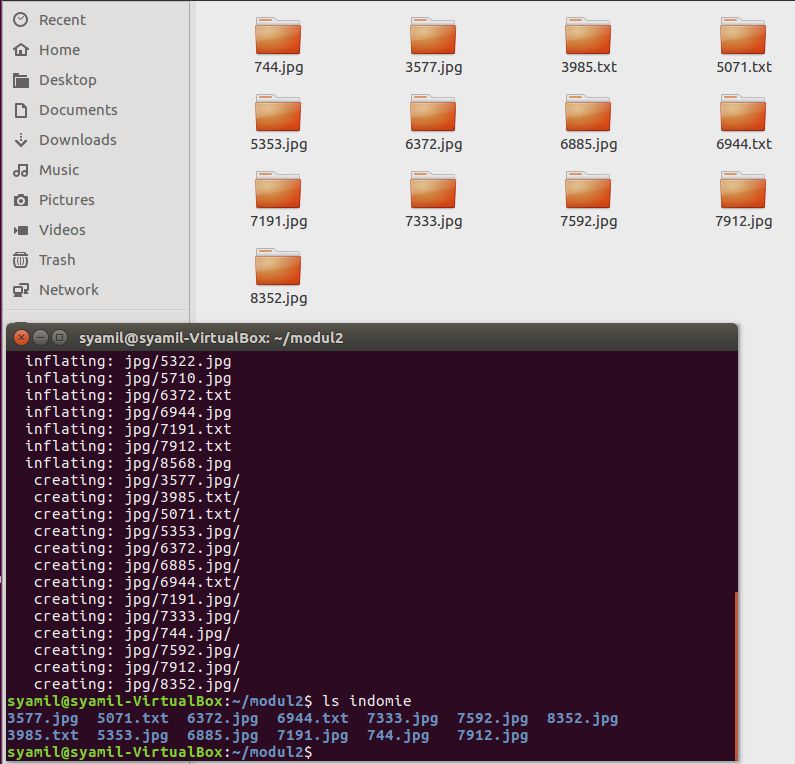 Recent
Home
Desktop
Documents
Downloads
Music
Pictures
Videos
Trash
Network
744.jpg 3577.jpg 3985.txt 5071.txt
5353.jpg 6372.jpg 6885.jpg 6944.txt
7191.jpg 7333.jpg 7592.jpg 7912.jpg
8352.jpg
syamil@syamil-VirtualBox: ~/modul2
inflating: jpg/5322.jpg
inflating: jpg/5710.jpg
inflating: jpg/6372.txt
inflating: jpg/6944.jpg
inflating: jpg/7191.txt
inflating: jpg/7912.txt
inflating: jpg/8568.jpg
creating: jpg/3577.jpg/
creating: jpg/3985.txt/
creating: jpg/5071.txt/
creating: jpg/5353.jpg/
creating: jpg/6372.jpg/
creating: jpg/6885.jpg/
creating: jpg/6944.txt/
creating: jpg/7191.jpg/
creating: jpg/7333.jpg/
creating: jpg/744.jpg/
creating: jpg/7592.jpg/
creating: jpg/7912.jpg/
creating: jpg/8352.jpg/
syamil@syamil-VirtualBox:~/modul2$ ls indomie
3577.jpg 5071.txt 6372.jpg 6944.txt 7333.jpg 7592.jpg 8352.jpg
3985.txt 5353.jpg 6885.jpg 7191.jpg 744.jpg 7912.jpg
syamil@syamil-VirtualBox:~/modul2$